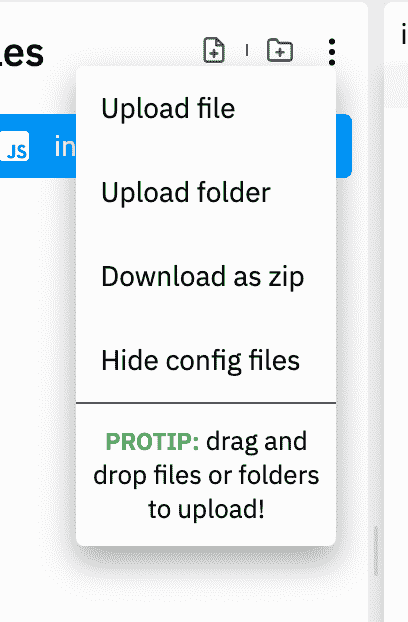 les
i
JS in
Upload file
Upload folder
Download as zip
Hide config files
PROTIP: drag and
drop files or folders
to upload!